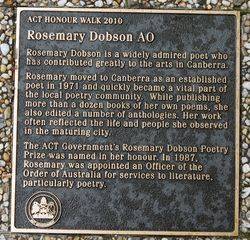 ACT HONOUR WALK 2010
Rosemary Dobson AO
Rosemary Dobson is a widely admired poet who
has contributed greatly to the arts in Canberra.
Rosemary moved to Canberra as an established
poet in 1971 and quickly became a vital part of
the local poetry community. While publishing
more than a dozen books of her own poems, she
also edited a number of anthologies. Her work
often reflected the life and people she observed
in the maturing city.
The ACT Government's Rosemary Dobson Poetry
Prize was named in her honour. In 1987,
Rosemary was appointed an Officer of the
Order of Australia for services to literature,
particularly poetry.